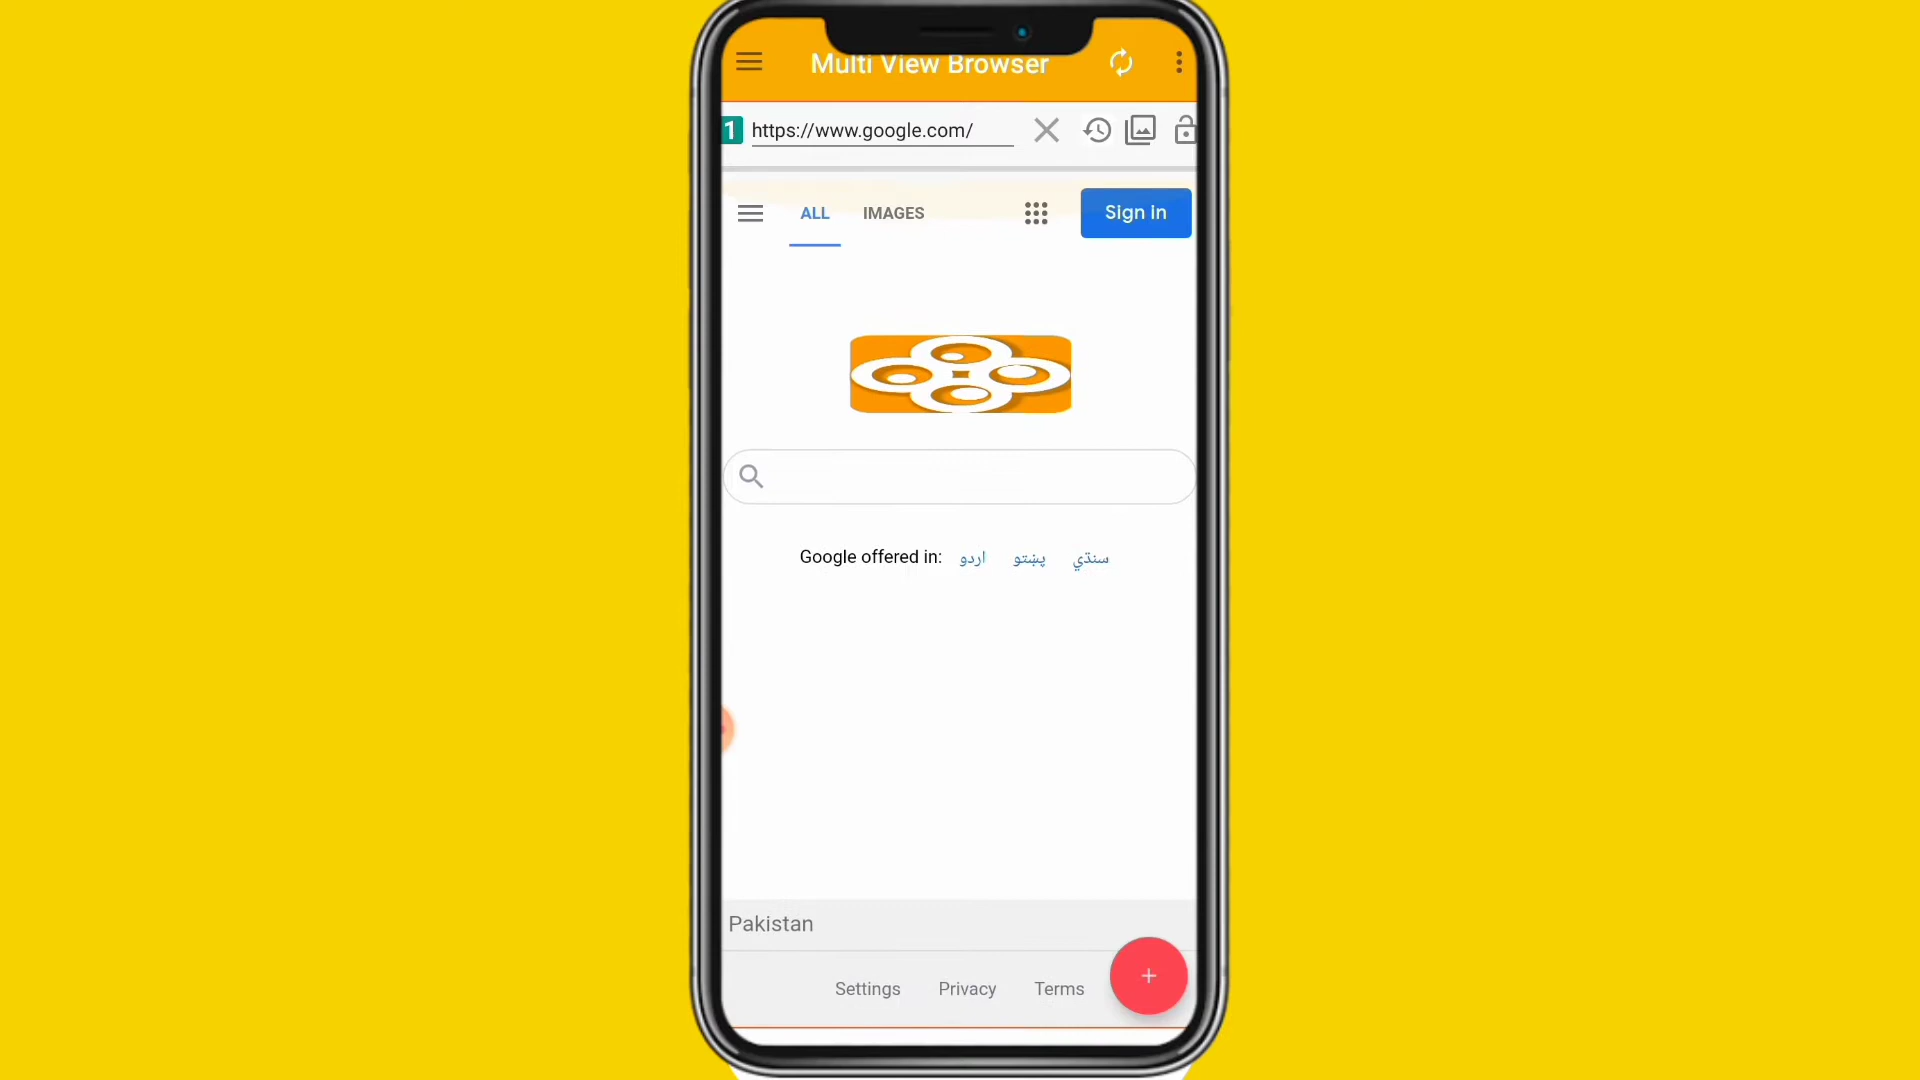 Multi View Browser
1 https://www.google.com/
ALL IMAGES Sign in
Google offered in: اردو پښتو سنڌي
Pakistan
Settings Privacy Terms
+